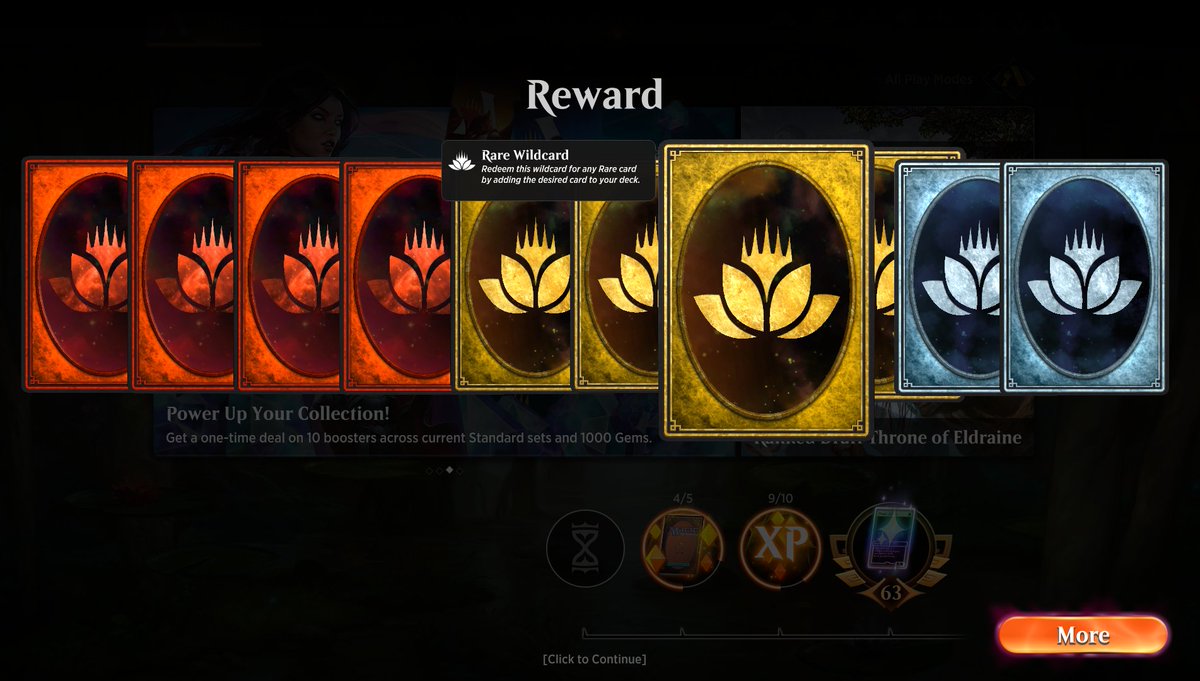 All Play Modes
Reward
Rare Wildcard
Redeem this wildcard for any Rare card
by adding the desired card to your deck.
Power Up Your Collection!
Get a one-time deal on 10 boosters across current Standard sets and 1000 Gems.
Ranked Draft Throne of Eldraine
4/5
9/10
XP
63
More
[Click to Continue]